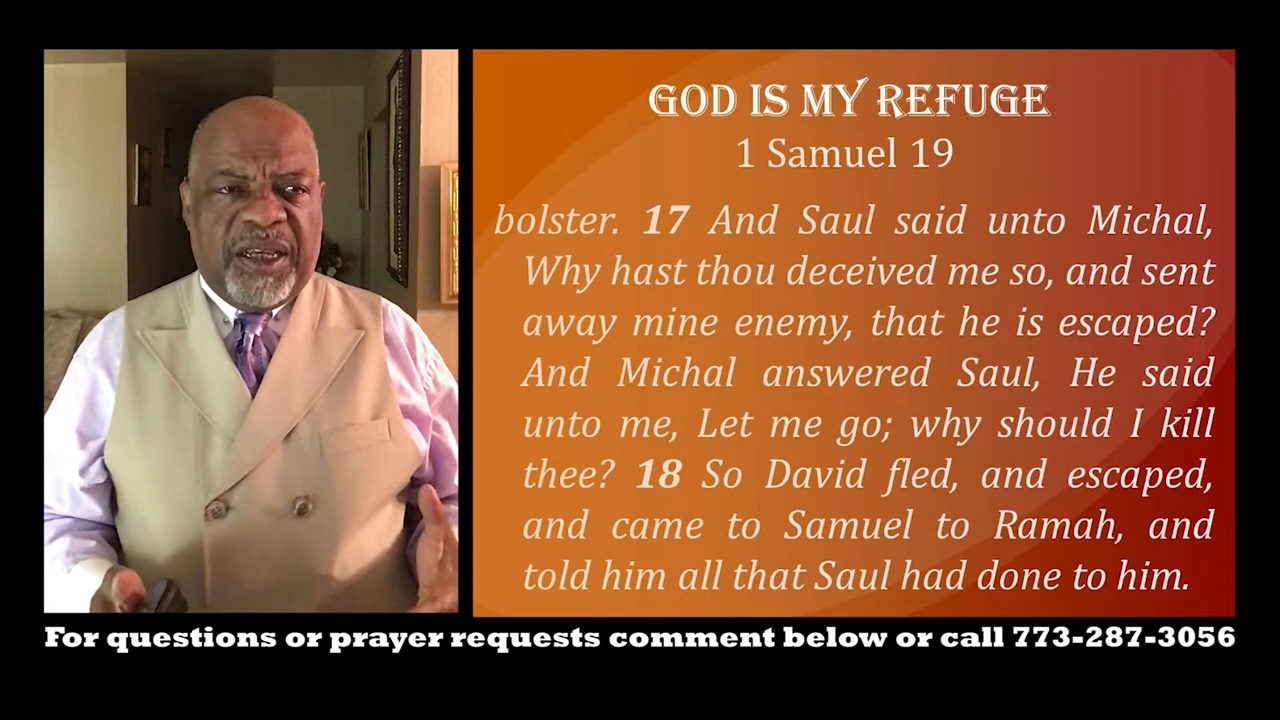 GOD IS MY REFUGE
1 Samuel 19
bolster. 17 And Saul said unto Michal,
Why hast thou deceived me so, and sent
away mine enemy, that he is escaped?
And Michal answered Saul, He said
unto me, Let me go; why should I kill
thee? 18 So David fled, and escaped,
and came to Samuel to Ramah, and
told him all that Saul had done to him.
For questions or prayer requests comment below or call 773-287-3056